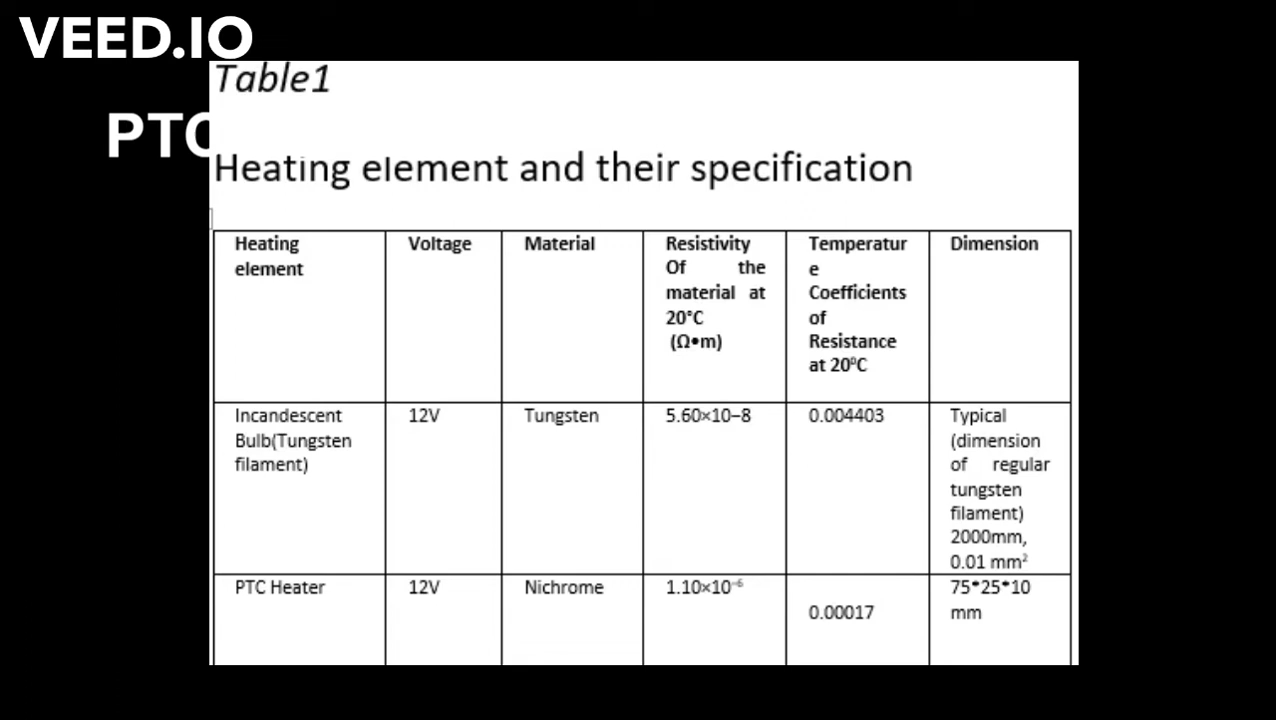 VEED.IO
PTC
Table1
Heating element and their specification
Heating element
Voltage
Material
Resistivity Of the material at 20°C (Ω•m)
Temperatur e Coefficients of Resistance at 20⁰C
Dimension
Incandescent Bulb(Tungsten filament)
12V
Tungsten
5.60×10−8
0.004403
Typical (dimension of regular tungsten filament) 2000mm, 0.01 mm²
PTC Heater
12V
Nichrome
1.10×10⁻⁶
0.00017
75*25*10 mm